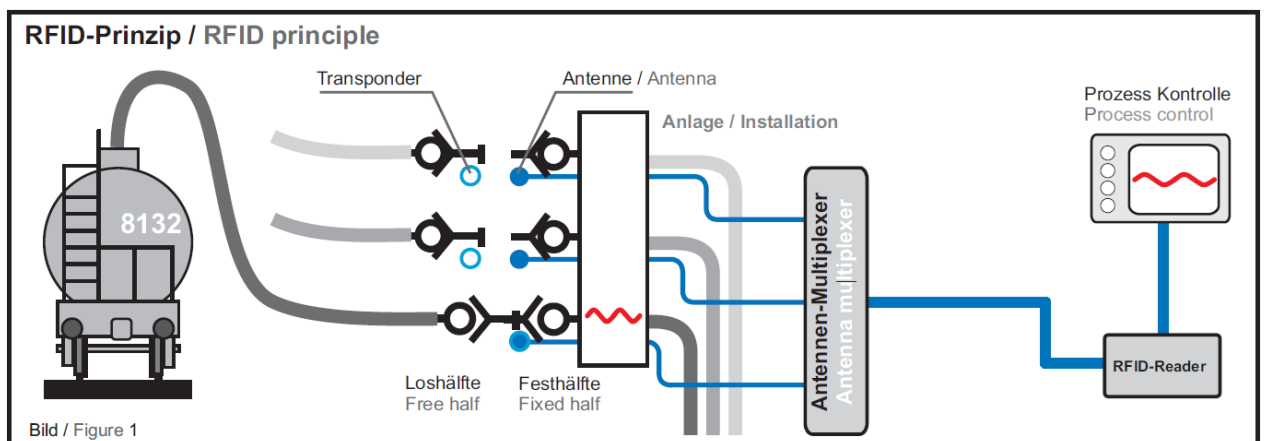 RFID-Prinzip / RFID principle
Transponder
Antenne / Antenna
Anlage / Installation
Prozess Kontrolle
Process control
8132
Antennen-Multiplexer
Antenna multiplexer
RFID-Reader
Loshälfte
Free half
Festhälfte
Fixed half
Bild / Figure 1